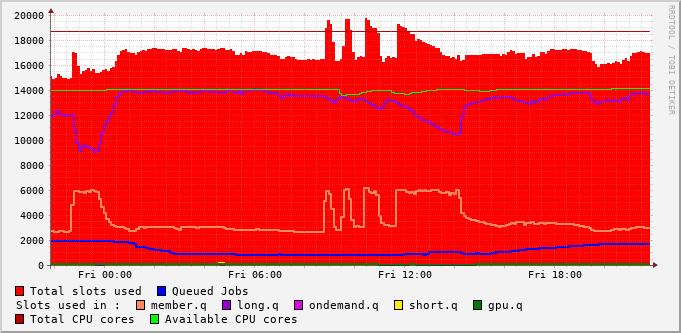 RRDTOOL / TOBI OETIKER
20000
18000
16000
14000
12000
10000
8000
6000
4000
2000
0
Fri 00:00 Fri 06:00 Fri 12:00 Fri 18:00
Total slots used Queued Jobs
Slots used in : member.q long.q ondemand.q short.q gpu.q
Total CPU cores Available CPU cores